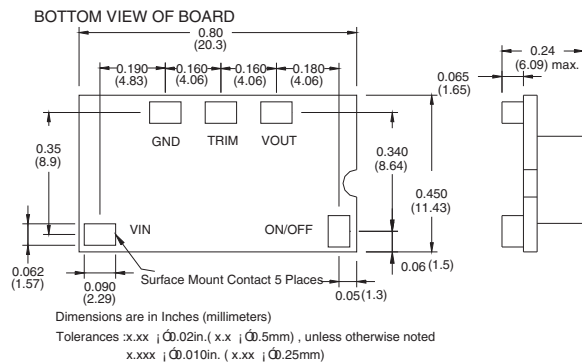 BOTTOM VIEW OF BOARD
0.80
(20.3)
0.24
(6.09) max.
0.190
(4.83)
0.160
(4.06)
0.160
(4.06)
0.180
(4.06)
0.065
(1.65)
GND
TRIM
VOUT
0.35
(8.9)
0.340
(8.64)
0.450
(11.43)
VIN
ON/OFF
0.062
(1.57)
0.090
(2.29)
Surface Mount Contact 5 Places
0.06 (1.5)
0.05 (1.3)
Dimensions are in Inches (millimeters)
Tolerances :x.xx ¡Ó0.02in.( x.x ¡Ó0.5mm) , unless otherwise noted
x.xxx ¡Ó0.010in. ( x.xx ¡Ó0.25mm)